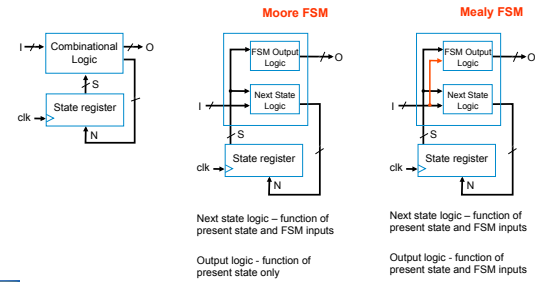 Moore FSM
Mealy FSM
I
Combinational
Logic
O
S
State register
clk
N
FSM Output
Logic
O
Next State
Logic
I
S
State register
clk
N
Next state logic – function of
present state and FSM inputs
Output logic - function of
present state only
FSM Output
Logic
O
Next State
Logic
I
S
State register
clk
N
Next state logic – function of
present state and FSM inputs
Output logic - function of
present state and FSM inputs